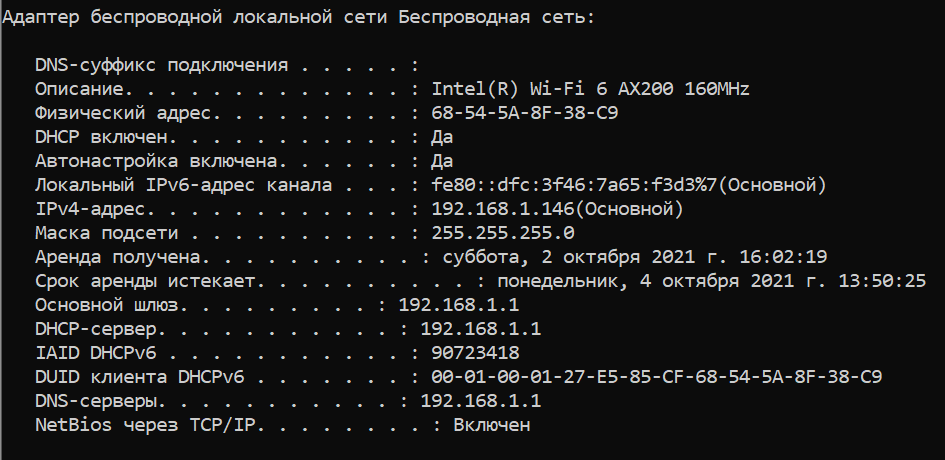 Адаптер беспроводной локальной сети Беспроводная сеть:
DNS-суффикс подключения . . . . . :
Описание. . . . . . . . . . . . . : Intel(R) Wi-Fi 6 AX200 160MHz
Физический адрес. . . . . . . . . : 68-54-5A-8F-38-C9
DHCP включен. . . . . . . . . . . : Да
Автонастройка включена. . . . . . : Да
Локальный IPv6-адрес канала . . . : fe80::dfc:3f46:7a65:f3d3%7(Основной)
IPv4-адрес. . . . . . . . . . . . : 192.168.1.146(Основной)
Маска подсети . . . . . . . . . . : 255.255.255.0
Аренда получена. . . . . . . . . . : суббота, 2 октября 2021 г. 16:02:19
Срок аренды истекает. . . . . . . . . . : понедельник, 4 октября 2021 г. 13:50:25
Основной шлюз. . . . . . . . . : 192.168.1.1
DHCP-сервер. . . . . . . . . . . : 192.168.1.1
IAID DHCPv6 . . . . . . . . . . . : 90723418
DUID клиента DHCPv6 . . . . . . . : 00-01-00-01-27-E5-85-CF-68-54-5A-8F-38-C9
DNS-серверы. . . . . . . . . . . : 192.168.1.1
NetBios через TCP/IP. . . . . . . . : Включен